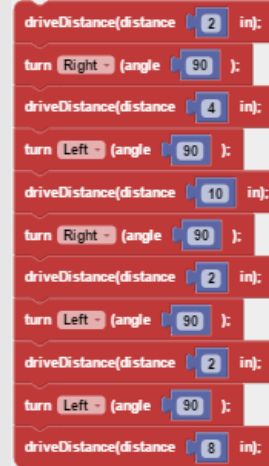 driveDistance(distance 2 in);
turn Right (angle 90 );
driveDistance(distance 4 in);
turn Left (angle 90 );
driveDistance(distance 10 in);
turn Right (angle 90 );
driveDistance(distance 2 in);
turn Left (angle 90 );
driveDistance(distance 2 in);
turn Left (angle 90 );
driveDistance(distance 8 in);